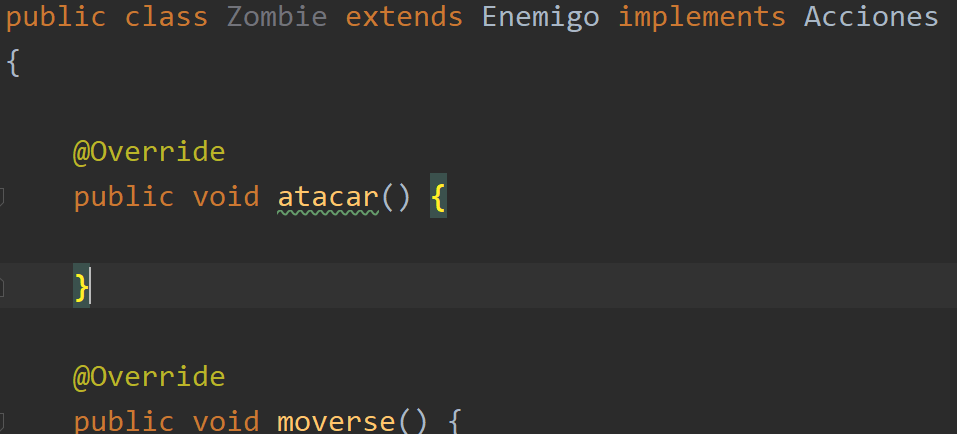 public class Zombie extends Enemigo implements Acciones
{
@Override
public void atacar() {
}
@Override
public void moverse() {